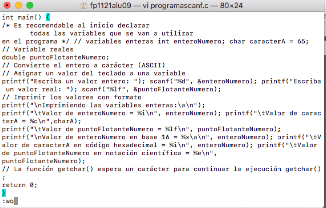 fp1121alu09 — vi programascanf.c — 80×24
int main() {
/* Es recomendable al inicio declarar
todas las variables que se van a utilizar
en el programa */ // variables enteras int enteroNumero; char caracterA = 65;
// Variable reales
double puntoFlotanteNumero;
// Convierte el entero a carácter (ASCII)
// Asignar un valor del teclado a una variable
printf("Escriba un valor entero: "); scanf("%d", &enteroNumero); printf("Escriba
un valor real: "); scanf("%lf", &puntoFlotanteNumero);
// Imprimir los valores con formato
printf("\nImprimiendo las variables enteras:\a\n");
printf("\tValor de enteroNumero = %i\n", enteroNumero); printf("\tValor de carac
terA = %c\n",charA);
printf("\tValor de puntoFlotanteNumero = %lf\n", puntoFlotanteNumero);
printf("\nValor de enteroNumero en base 16 = %x\n", enteroNumero); printf("\tV
alor de caracterA en código hexadecimal = %i\n", enteroNumero); printf("\tValor
de puntoFlotanteNumero en notación científica = %e\n",
puntoFlotanteNumero);
// La función getchar() espera un carácter para continuar la ejecución getchar()
;
return 0;
}
:wq